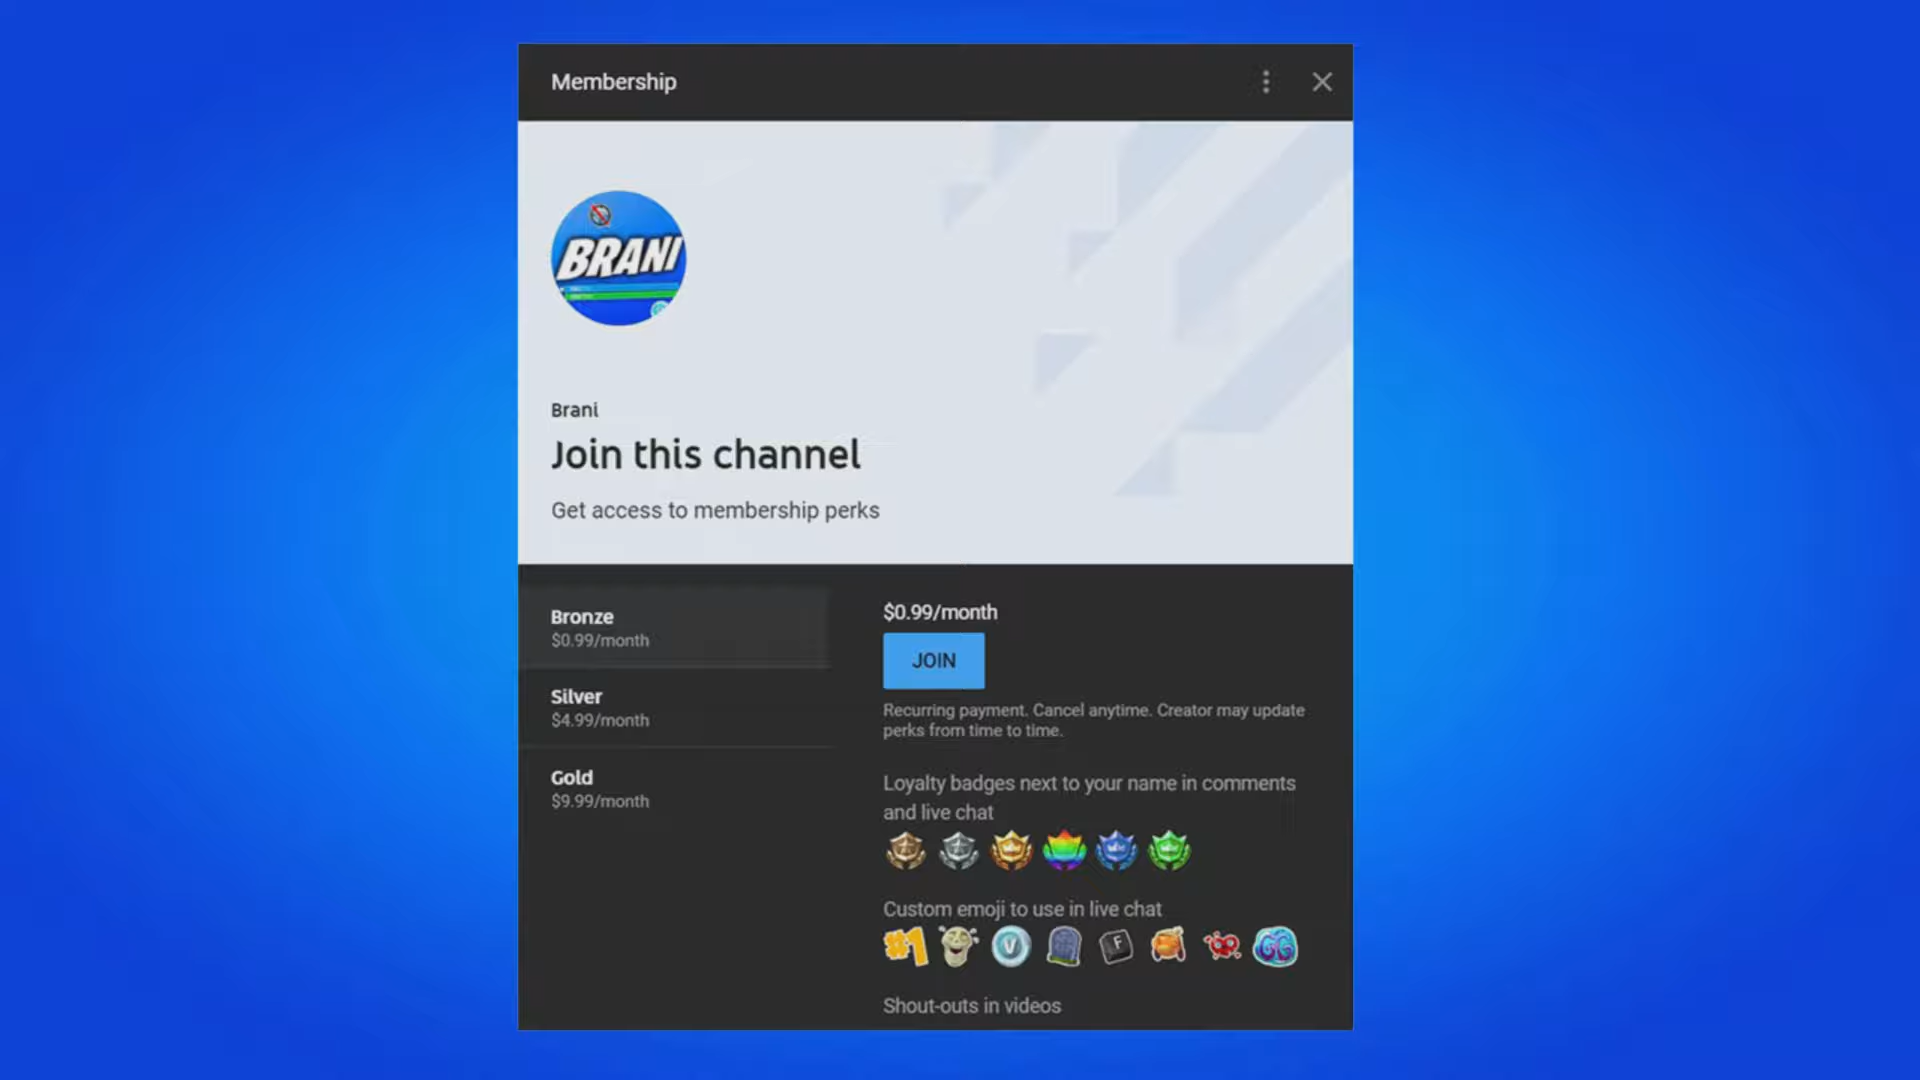 Membership
BRANI
Brani
Join this channel
Get access to membership perks
Bronze
$0.99/month
Silver
$4.99/month
Gold
$9.99/month
$0.99/month
JOIN
Recurring payment. Cancel anytime. Creator may update
perks from time to time.
Loyalty badges next to your name in comments
and live chat
Custom emoji to use in live chat
#1
V
F
GG
Shout-outs in videos